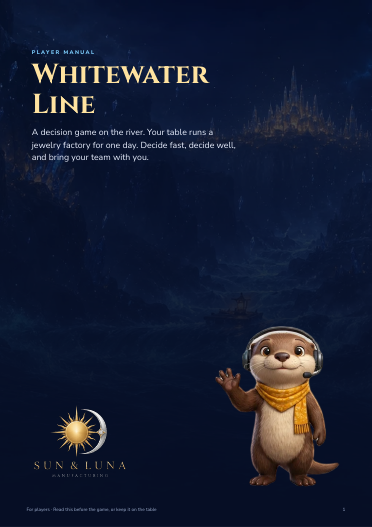 PLAYER MANUAL
WHITEWATER
LINE
A decision game on the river. Your table runs a
jewelry factory for one day. Decide fast, decide well,
and bring your team with you.
SUN & LUNA
MANUFACTURING
For players · Read this before the game, or keep it on the table
1